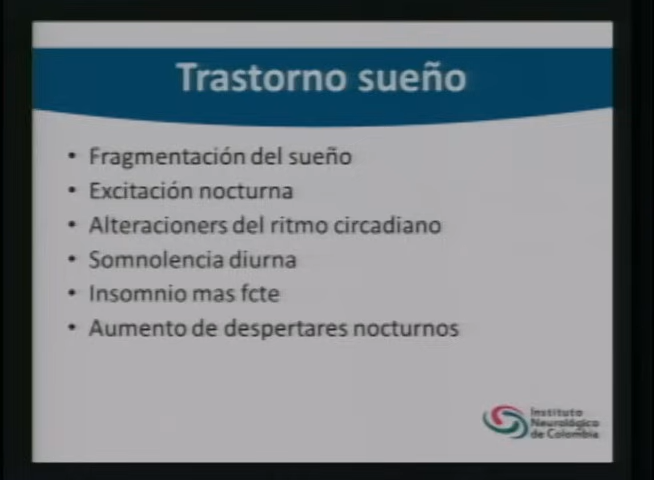 Trastorno sueño
• Fragmentación del sueño
• Excitación nocturna
• Alteracioners del ritmo circadiano
• Somnolencia diurna
• Insomnio mas fcte
• Aumento de despertares nocturnos
Instituto
Neurológico
de Colombia